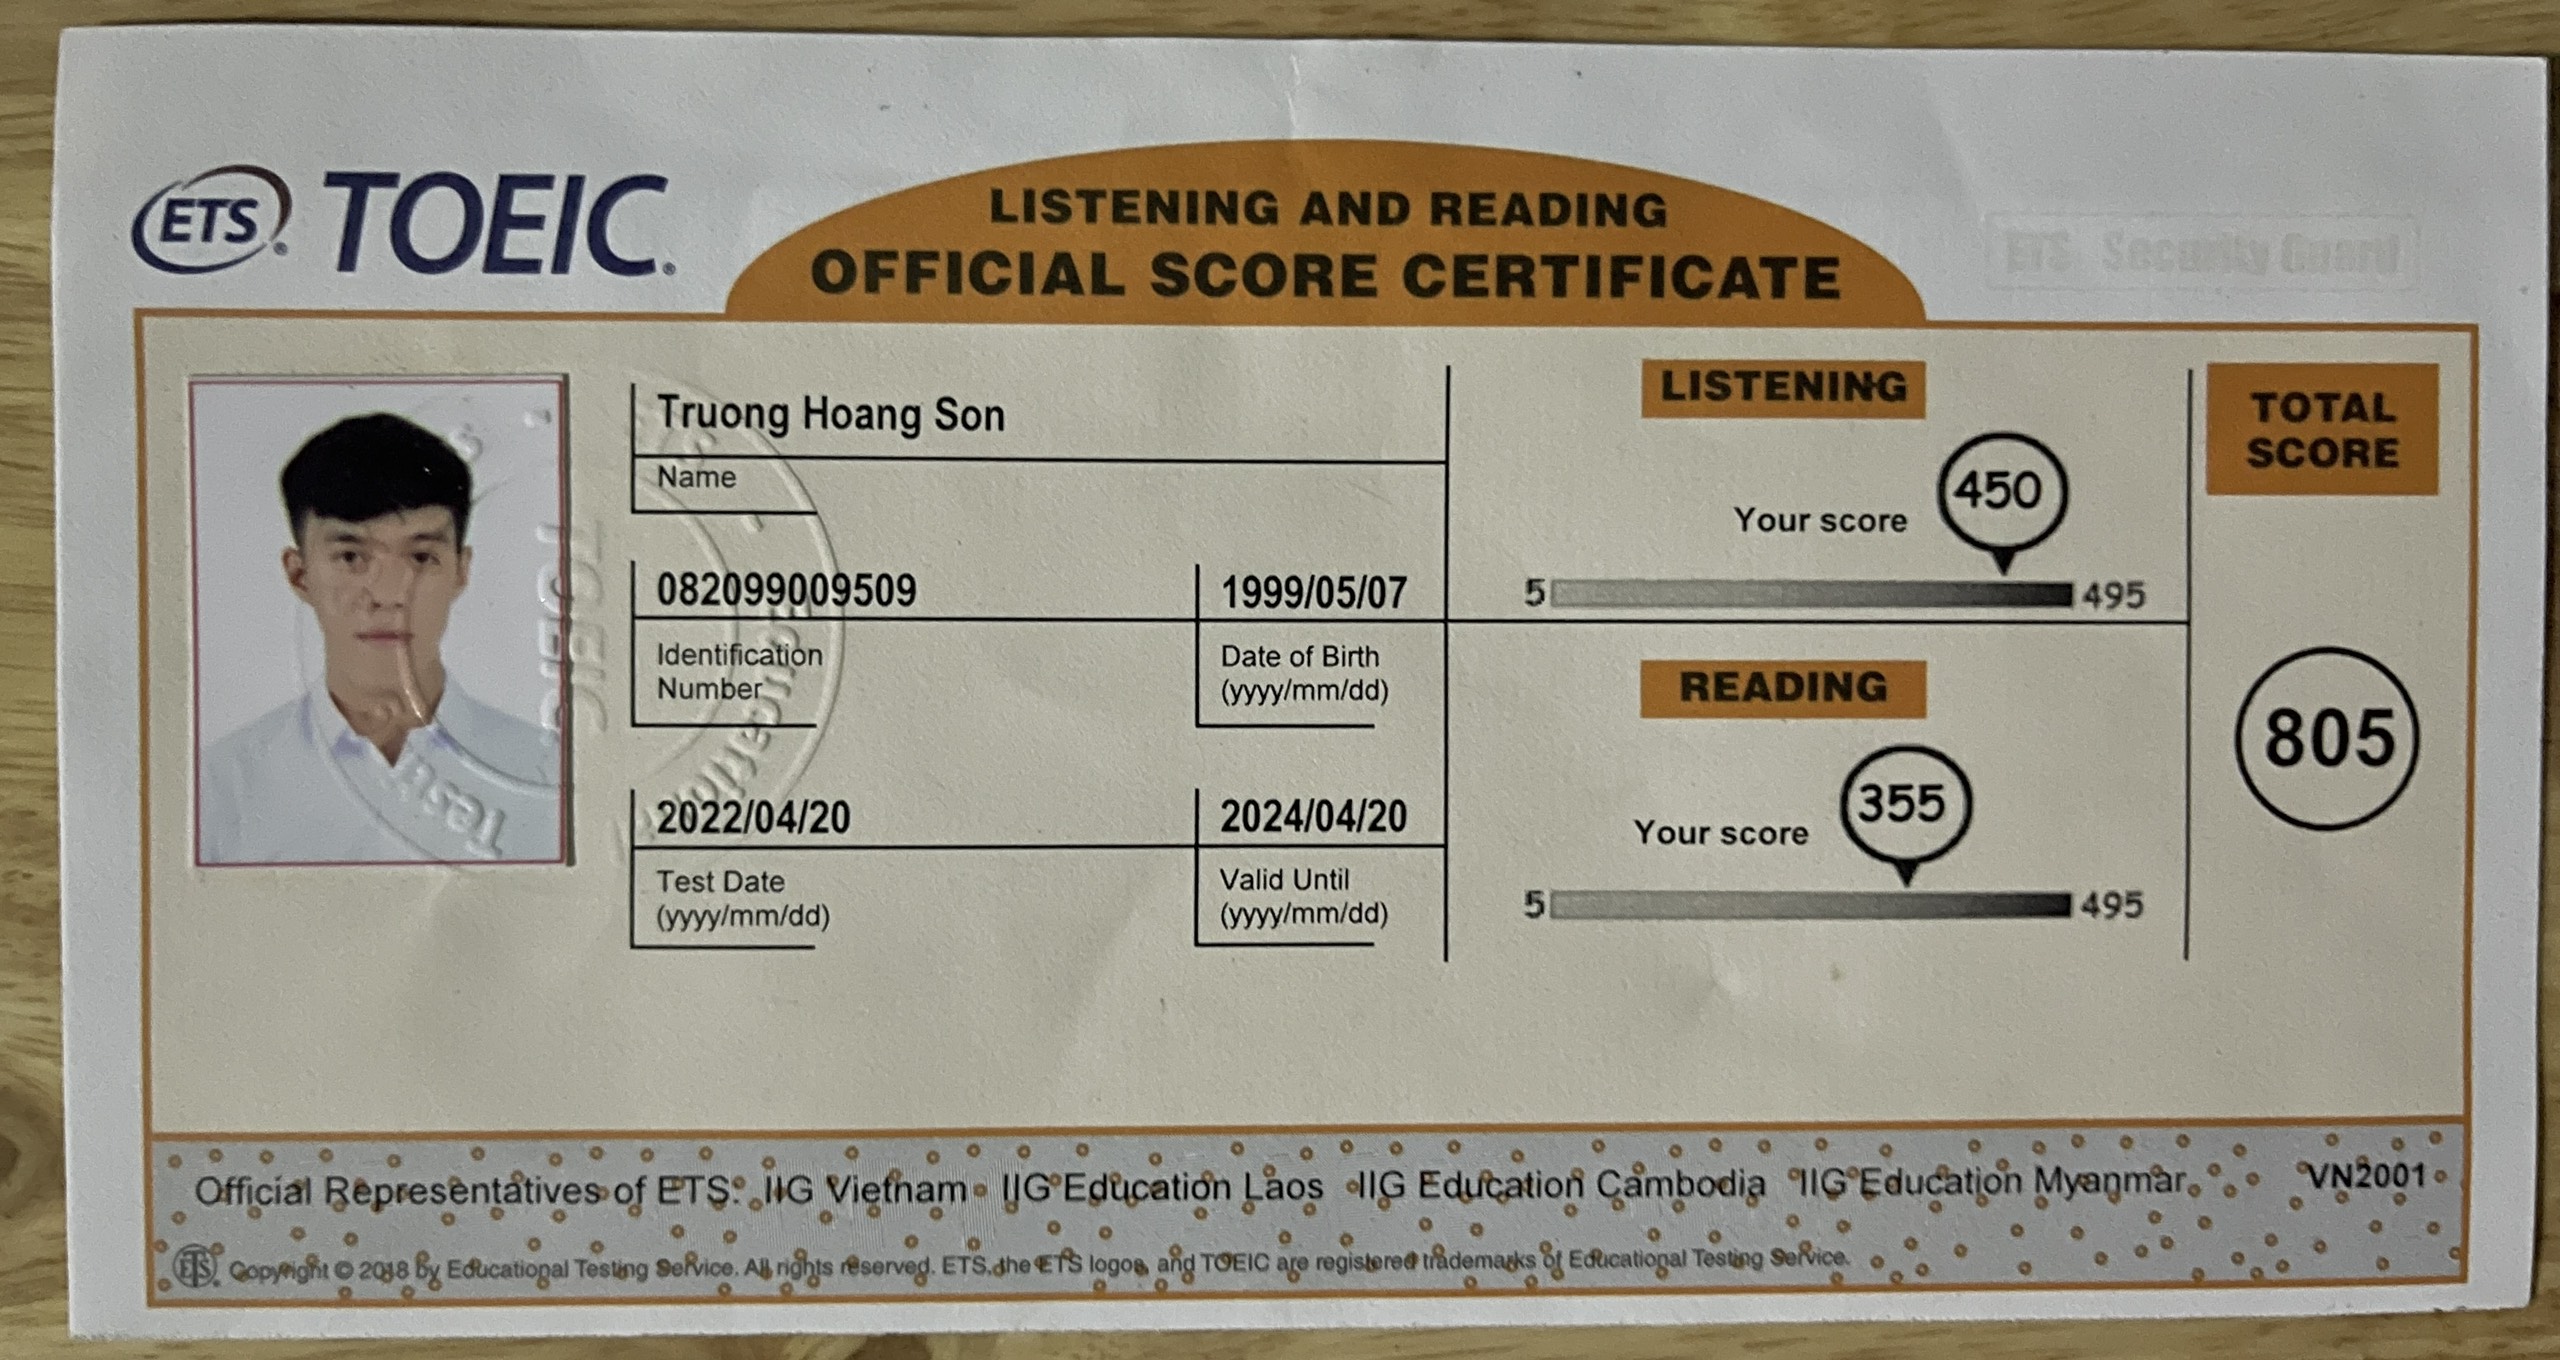 ETS® TOEIC®
LISTENING AND READING
OFFICIAL SCORE CERTIFICATE
ETS Security Guard
Truong Hoang Son
Name
082099009509
Identification
Number
1999/05/07
Date of Birth
(yyyy/mm/dd)
2022/04/20
Test Date
(yyyy/mm/dd)
2024/04/20
Valid Until
(yyyy/mm/dd)
LISTENING
Your score 450
5 495
READING
Your score 355
5 495
TOTAL
SCORE
805
TOEIC
Official Representatives of ETS: IIG Vietnam IIG Education Laos IIG Education Cambodia IIG Education Myanmar VN2001
ETS® Copyright © 2018 by Educational Testing Service. All rights reserved. ETS, the ETS logos, and TOEIC are registered trademarks of Educational Testing Service.